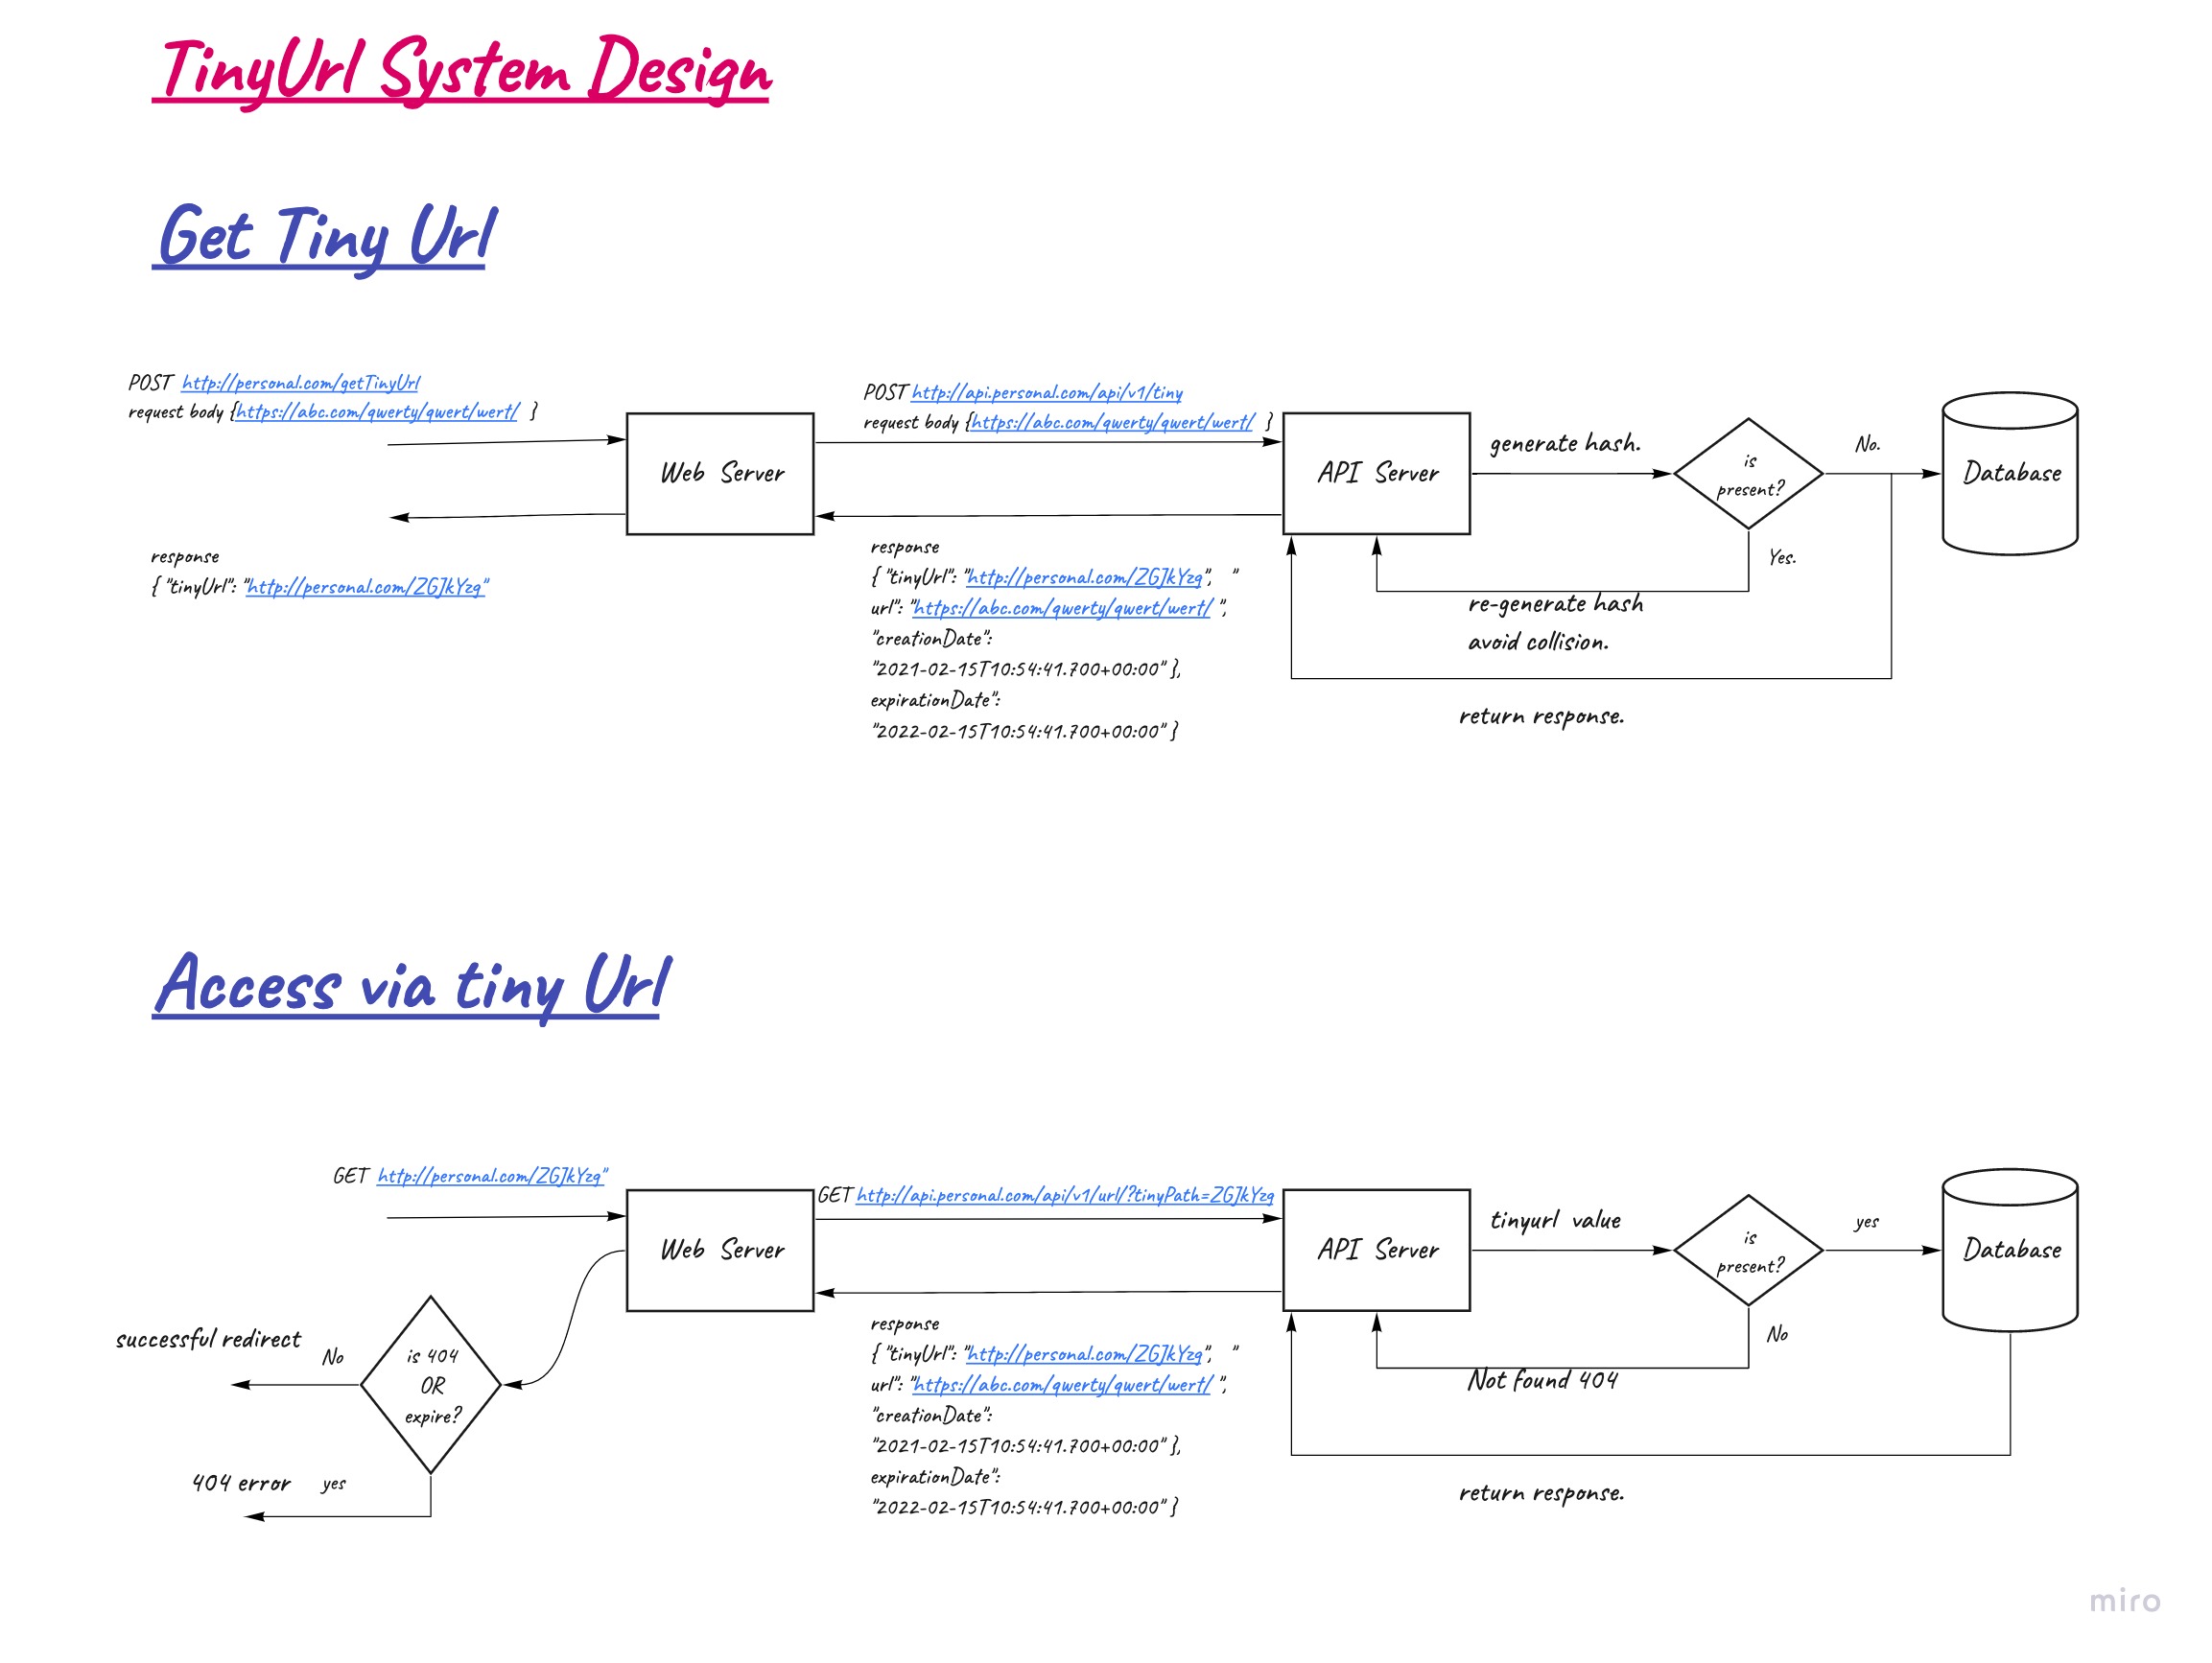 TinyUrl System Design
Get Tiny Url
POST http://personal.com/getTinyUrl
request body {https://abc.com/qwerty/qwert/wert/ }
POST http://api.personal.com/api/v1/tiny
request body {https://abc.com/qwerty/qwert/wert/ }
Web Server
API Server
generate hash.
is
present?
No.
Database
Yes.
re-generate hash
avoid collision.
return response.
response
{ "tinyUrl": "http://personal.com/ZGJkYzg"
response
{ "tinyUrl": "http://personal.com/ZGJkYzg", "
url": "https://abc.com/qwerty/qwert/wert/ ",
"creationDate":
"2021-02-15T10:54:41.700+00:00" },
expirationDate":
"2022-02-15T10:54:41.700+00:00" }
Access via tiny Url
GET http://personal.com/ZGJkYzg"
Web Server
GET http://api.personal.com/api/v1/url/?tinyPath=ZGJkYzg
API Server
tinyurl value
is
present?
yes
Database
No
Not found 404
return response.
response
{ "tinyUrl": "http://personal.com/ZGJkYzg", "
url": "https://abc.com/qwerty/qwert/wert/ ",
"creationDate":
"2021-02-15T10:54:41.700+00:00" },
expirationDate":
"2022-02-15T10:54:41.700+00:00" }
is 404
OR
expire?
successful redirect
No
404 error yes
miro